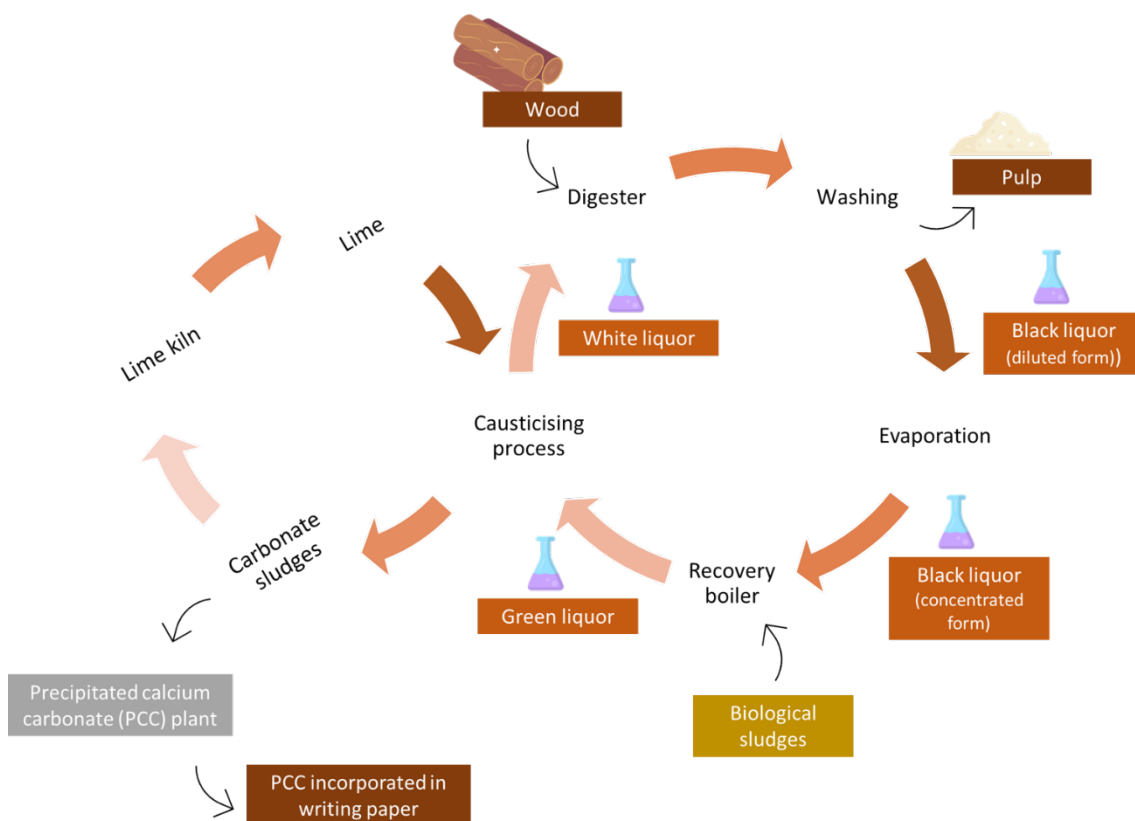 Wood
Pulp
Digester
Washing
Lime
White liquor
Black liquor
(diluted form))
Lime kiln
Causticising
process
Evaporation
Carbonate
sludges
Recovery
boiler
Black liquor
(concentrated
form)
Green liquor
Precipitated calcium
carbonate (PCC) plant
Biological
sludges
PCC incorporated in
writing paper